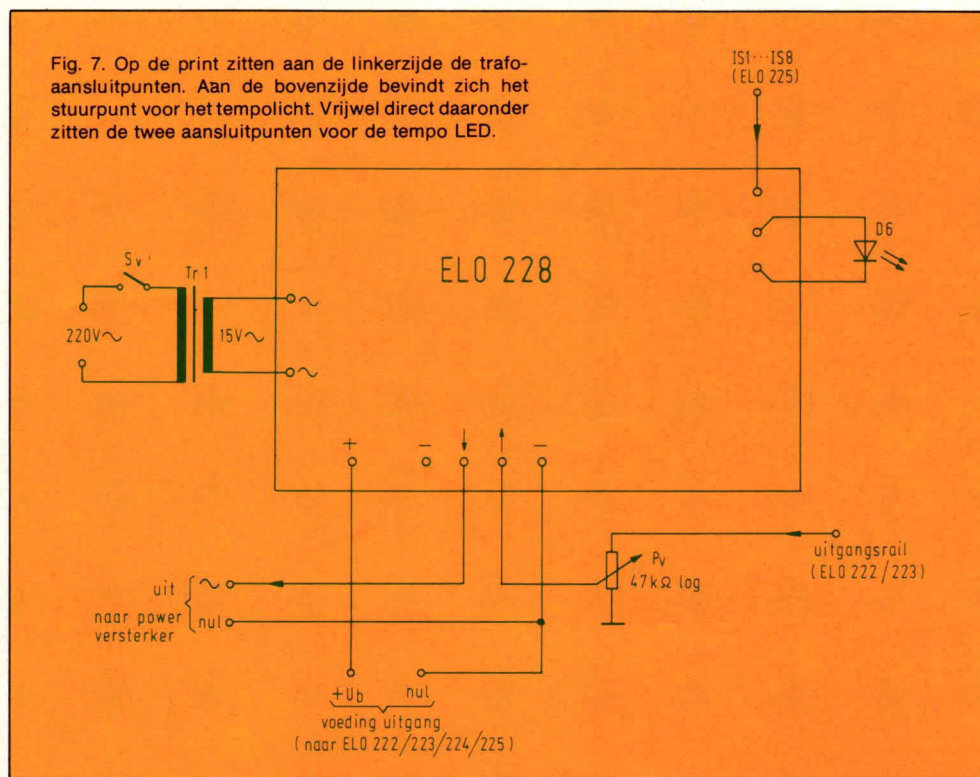 Fig. 7. Op de print zitten aan de linkerzijde de trafo-
aansluitpunten. Aan de bovenzijde bevindt zich het
stuurpunt voor het tempolicht. Vrijwel direct daaronder
zitten de twee aansluitpunten voor de tempo LED.
IS1···IS8
(ELO 225)
D6
ELO 228
Sv
Tr1
220V~
15V~
~
~
+
−
↓
↑
−
uit
~
naar power
versterker
nul
Pv
47kΩ log
uitgangsrail
(ELO 222/223)
+Ub
nul
voeding uitgang
(naar ELO 222/223/224/225)